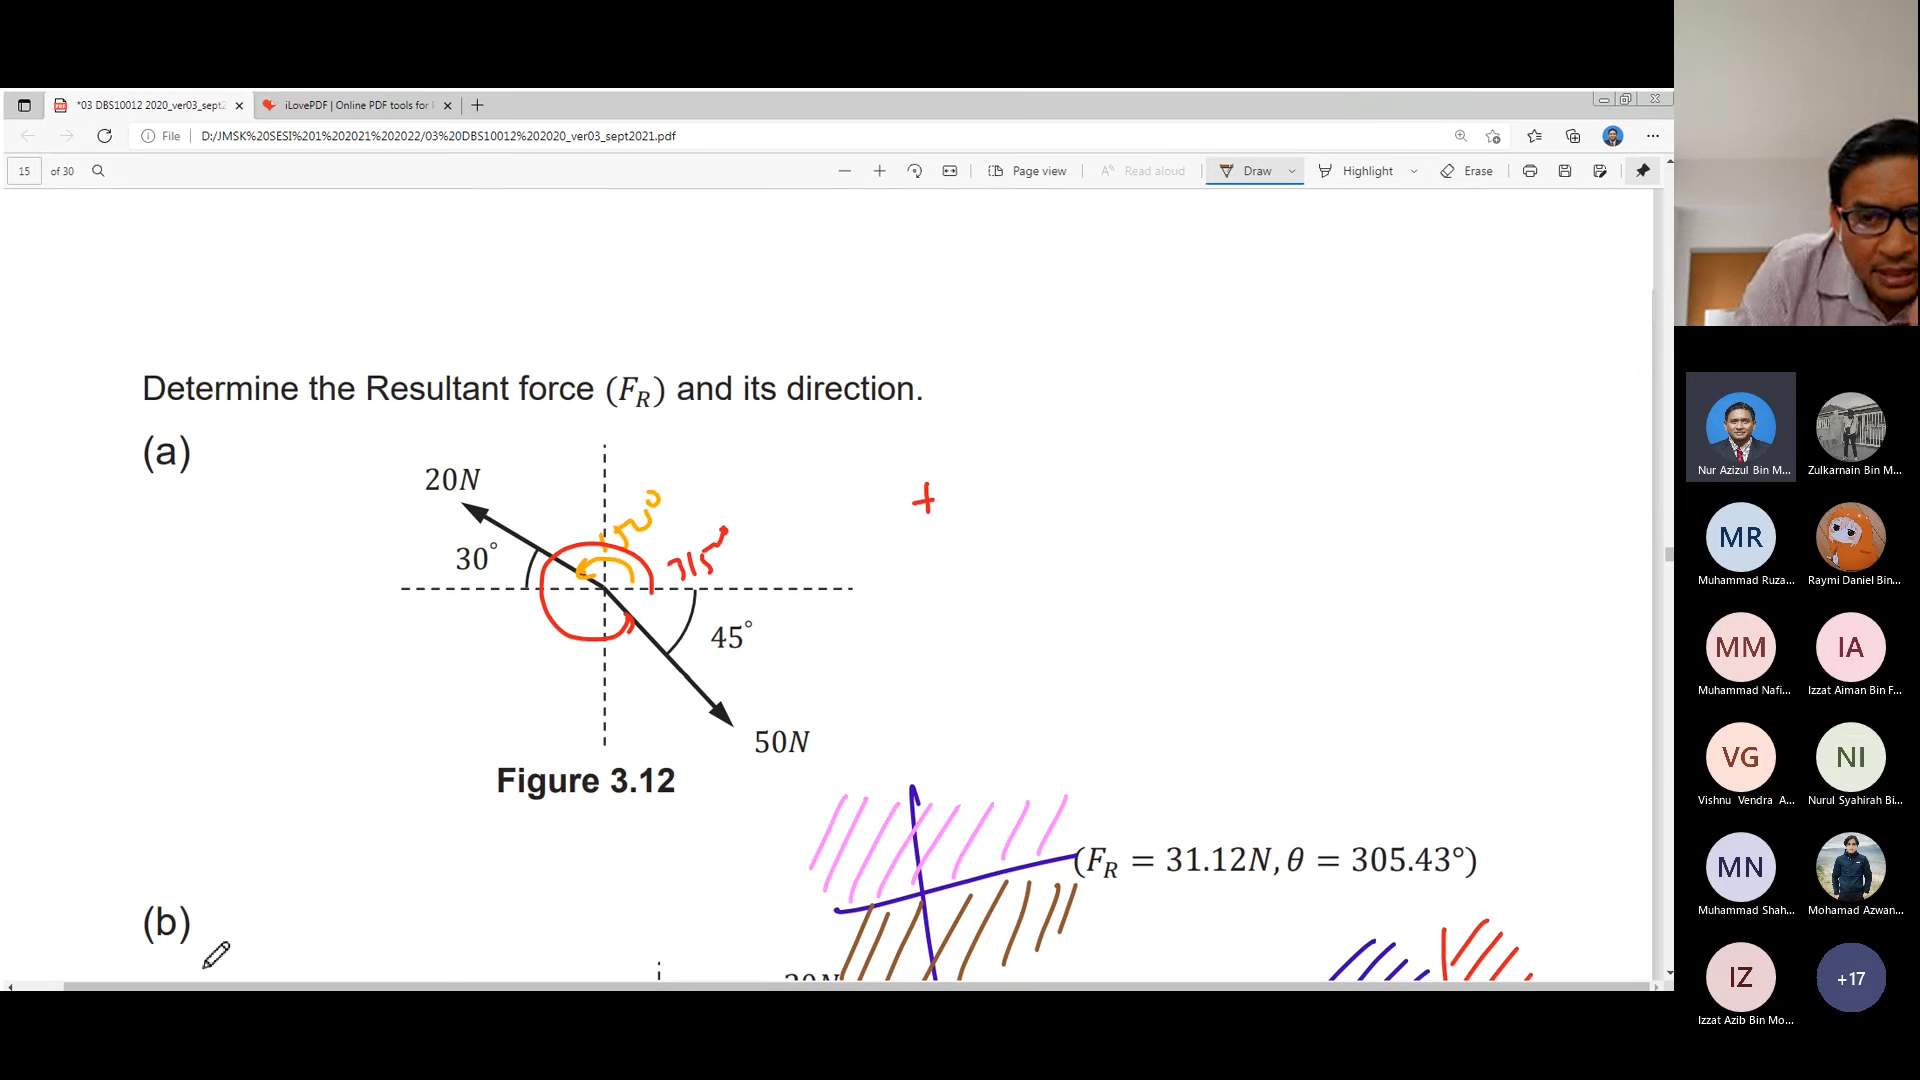 *03 DBS10012 2020_ver03_sept2
iLovePDF | Online PDF tools for
File
D:/JMSK%20SESI%201%202021%202022/03%20DBS10012%202020_ver03_sept2021.pdf
15
of 30
Page view
Read aloud
Draw
Highlight
Erase
Determine the Resultant force (F_R) and its direction.
(a)
20N
150°
+
30°
315°
45°
50N
Figure 3.12
(F_R = 31.12N, θ = 305.43°)
(b)
20N
Nur Azizul Bin M...
Zulkarnain Bin M...
MR
Muhammad Ruza...
Raymi Daniel Bin...
MM
IA
Muhammad Nafi...
Izzat Aiman Bin F...
VG
NI
Vishnu Vendra A...
Nurul Syahirah Bi...
MN
Muhammad Shah...
Mohamad Azwan...
IZ
+17
Izzat Azib Bin Mo...